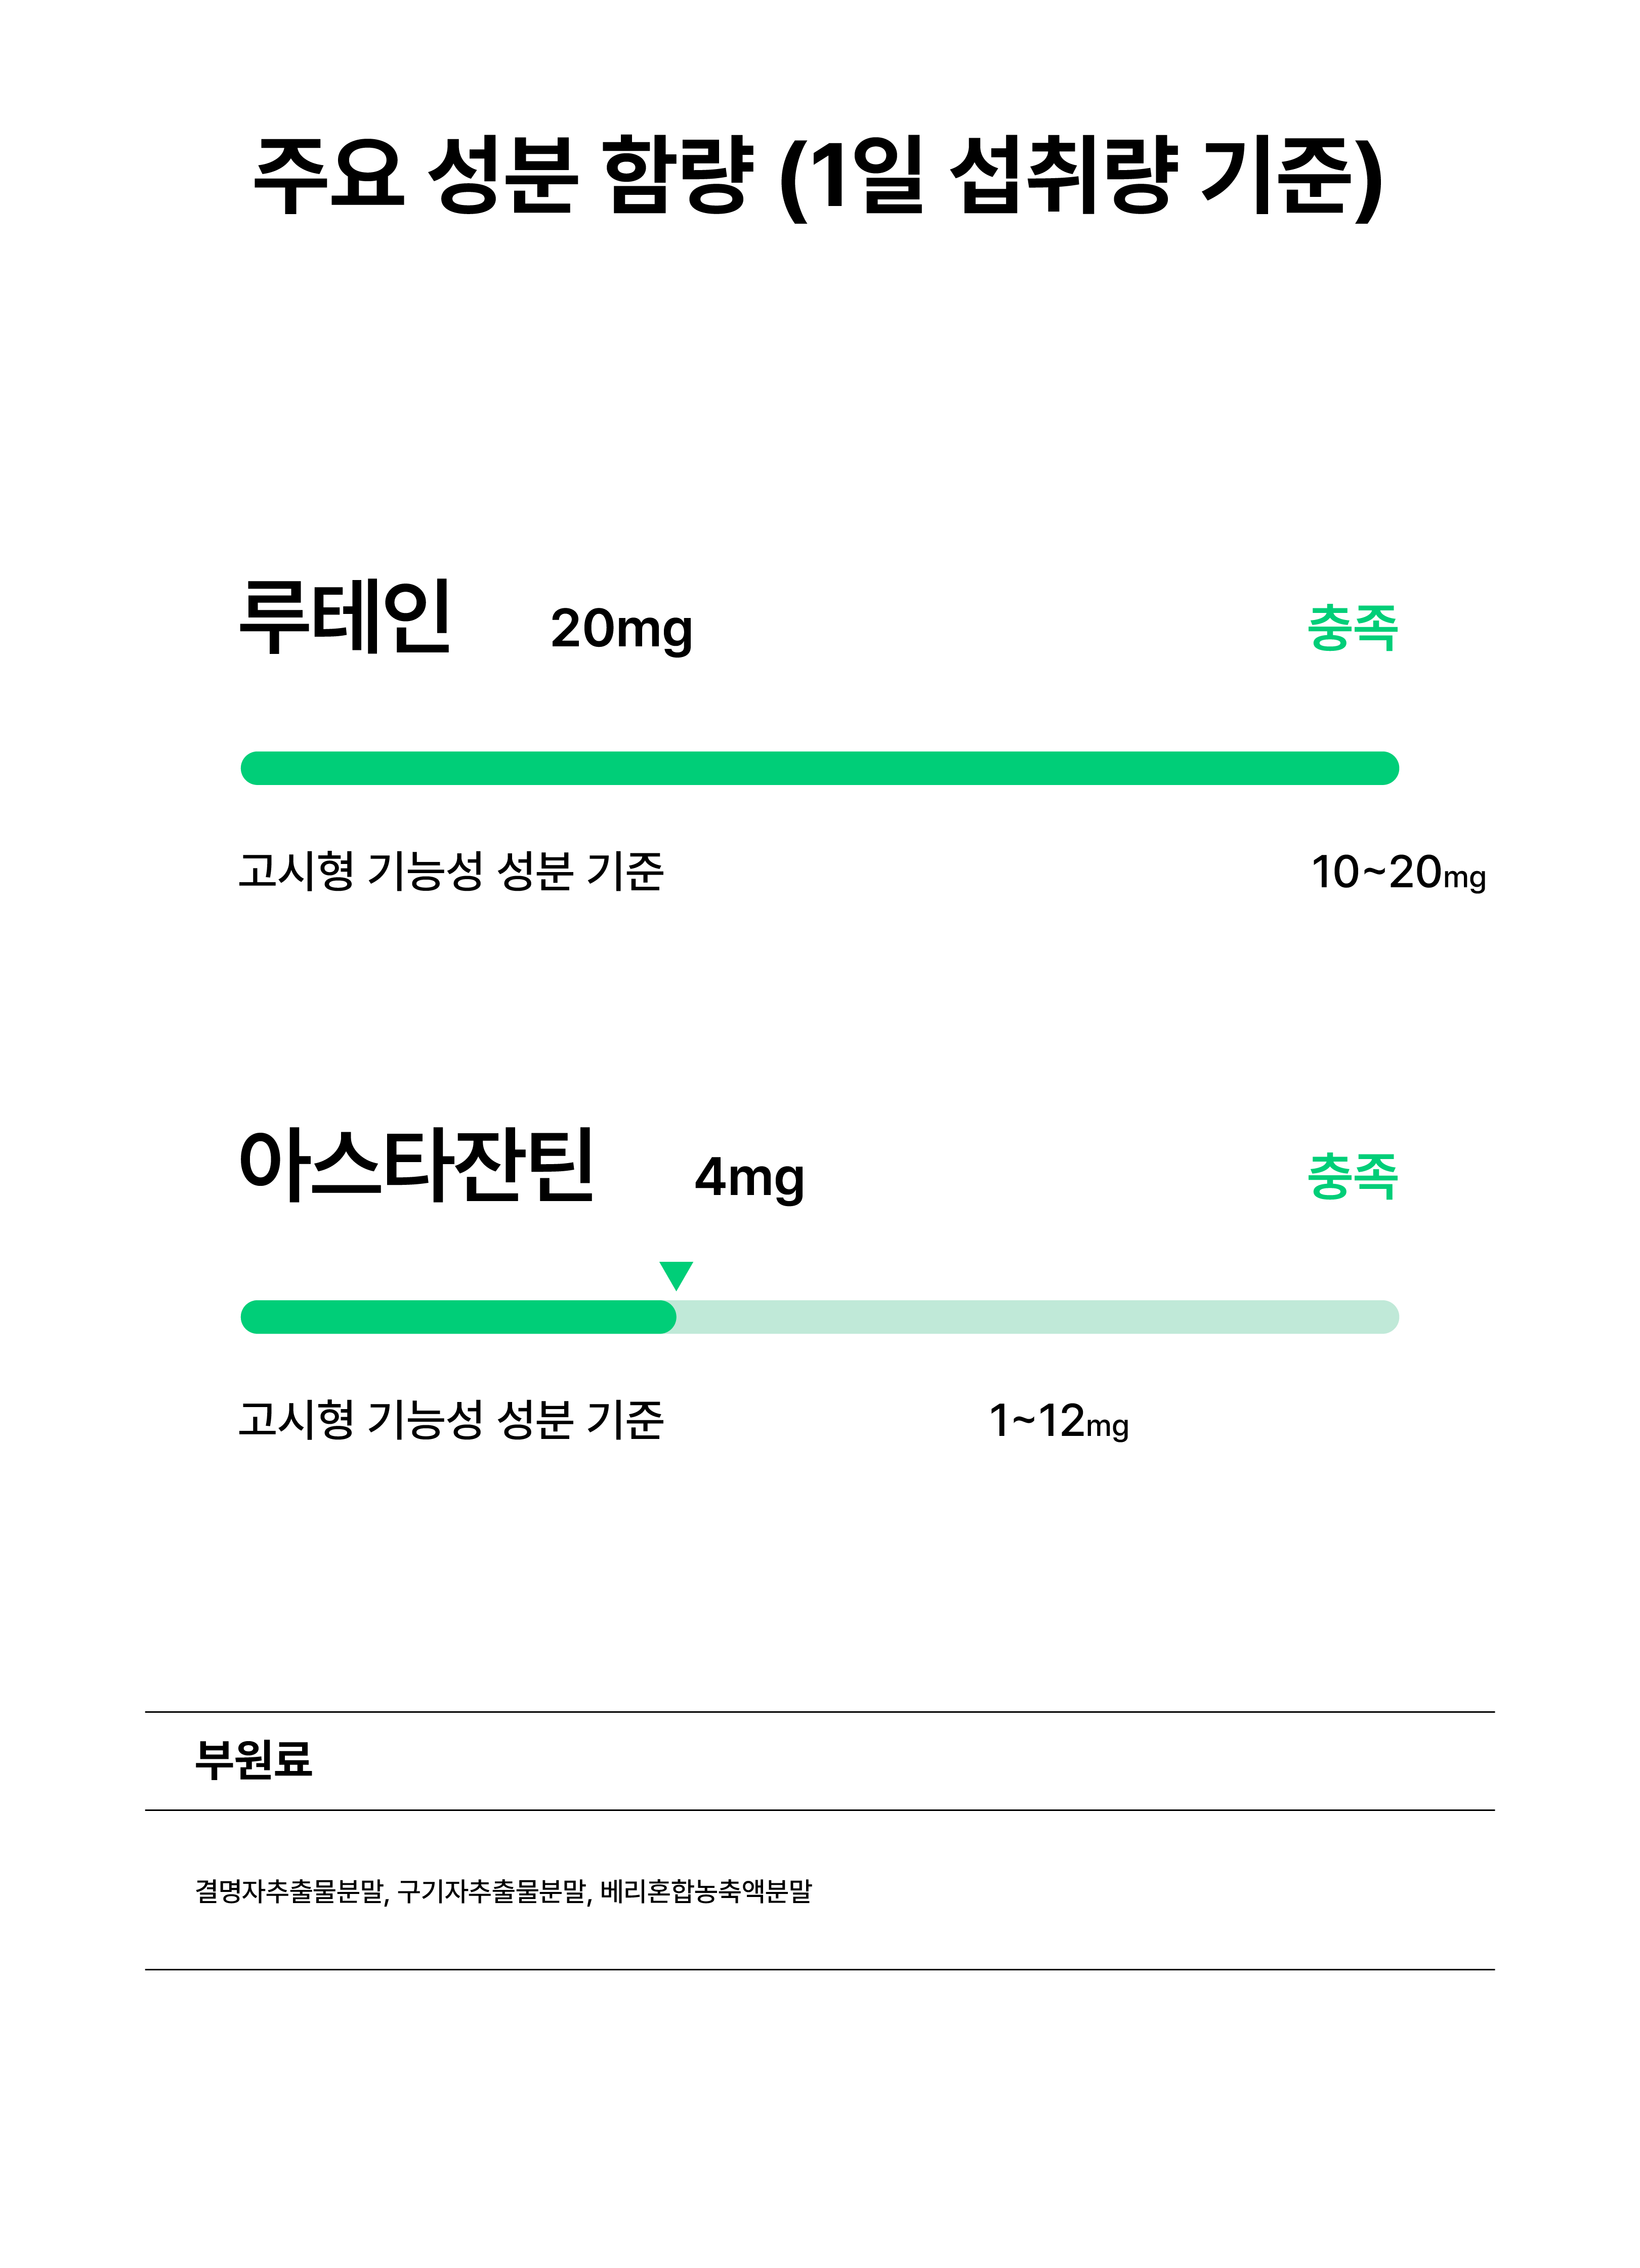 주요 성분 함량 (1일 섭취량 기준)
루테인 20mg 충족
고시형 기능성 성분 기준 10~20mg
아스타잔틴 4mg 충족
고시형 기능성 성분 기준 1~12mg
부원료
결명자추출물분말, 구기자추출물분말, 베리혼합농축액분말